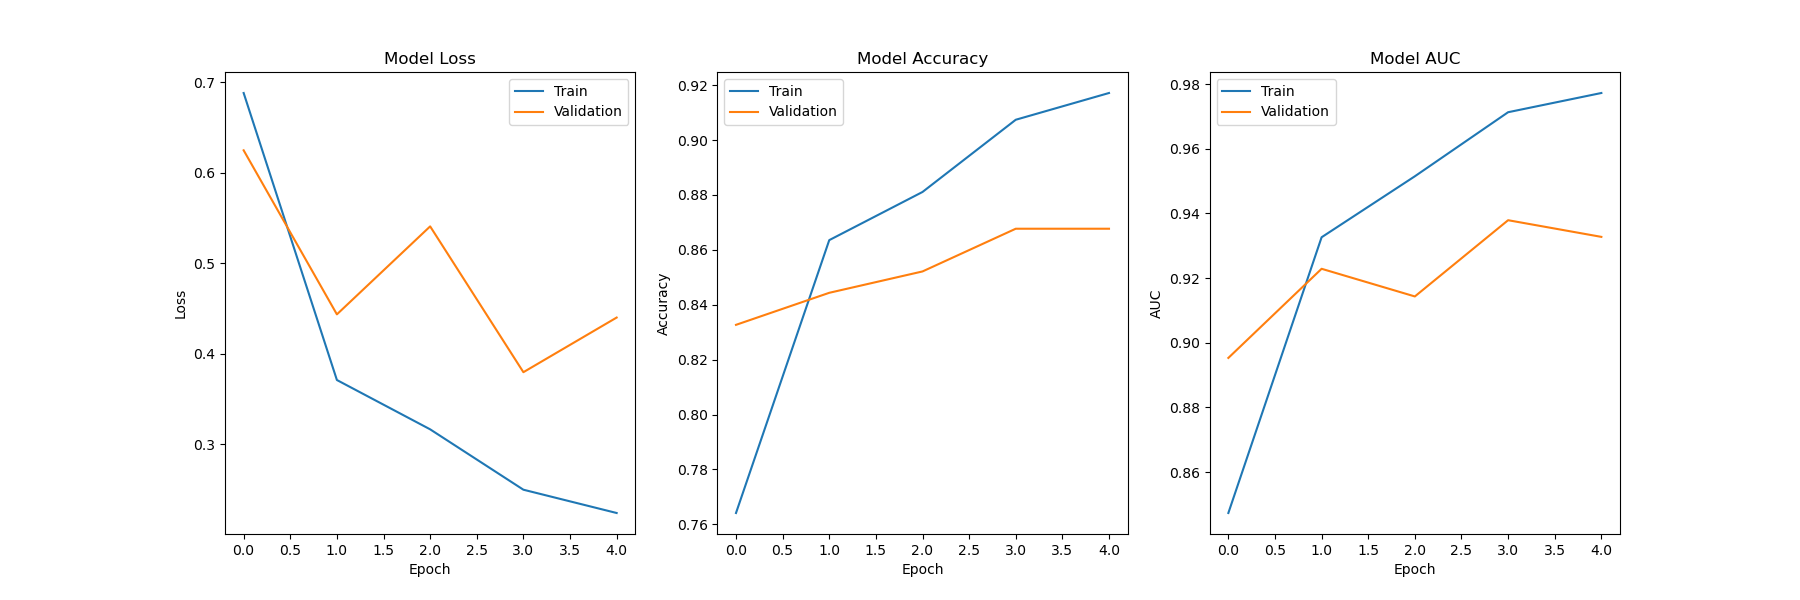 Model Loss
Train
Validation
0.7
0.6
0.5
0.4
0.3
Loss
0.0 0.5 1.0 1.5 2.0 2.5 3.0 3.5 4.0
Epoch
Model Accuracy
Train
Validation
0.92
0.90
0.88
0.86
0.84
0.82
0.80
0.78
0.76
Accuracy
0.0 0.5 1.0 1.5 2.0 2.5 3.0 3.5 4.0
Epoch
Model AUC
Train
Validation
0.98
0.96
0.94
0.92
0.90
0.88
0.86
AUC
0.0 0.5 1.0 1.5 2.0 2.5 3.0 3.5 4.0
Epoch